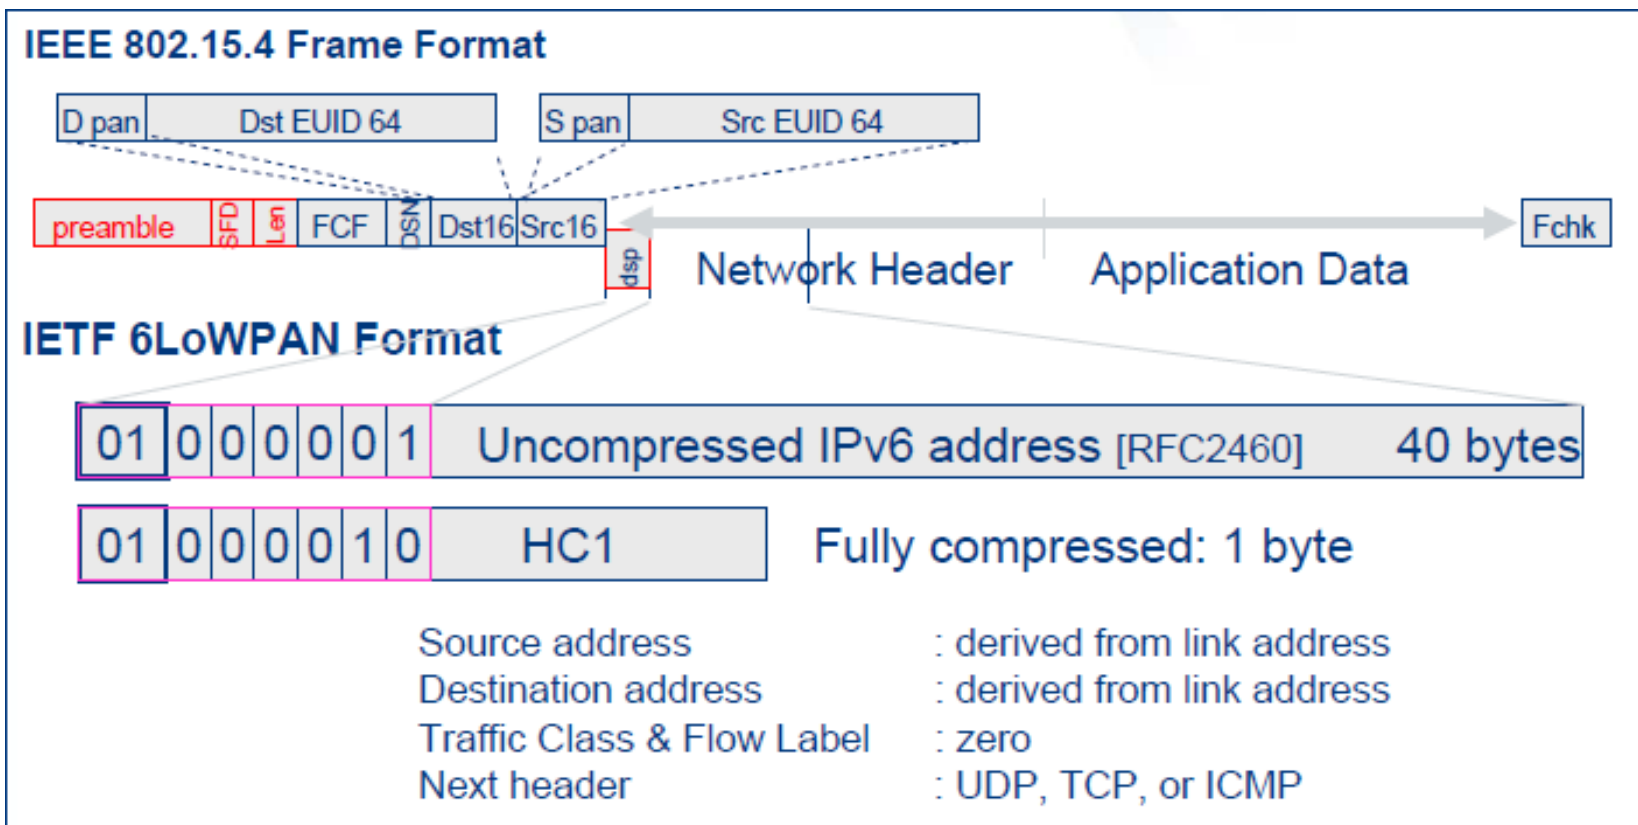 IEEE 802.15.4 Frame Format
D pan Dst EUID 64 S pan Src EUID 64
preamble SFD Len FCF DSN Dst16 Src16 Fchk
dsp Network Header Application Data
IETF 6LoWPAN Format
01 0 0 0 0 0 1 Uncompressed IPv6 address [RFC2460] 40 bytes
01 0 0 0 0 1 0 HC1 Fully compressed: 1 byte
Source address : derived from link address
Destination address : derived from link address
Traffic Class & Flow Label : zero
Next header : UDP, TCP, or ICMP